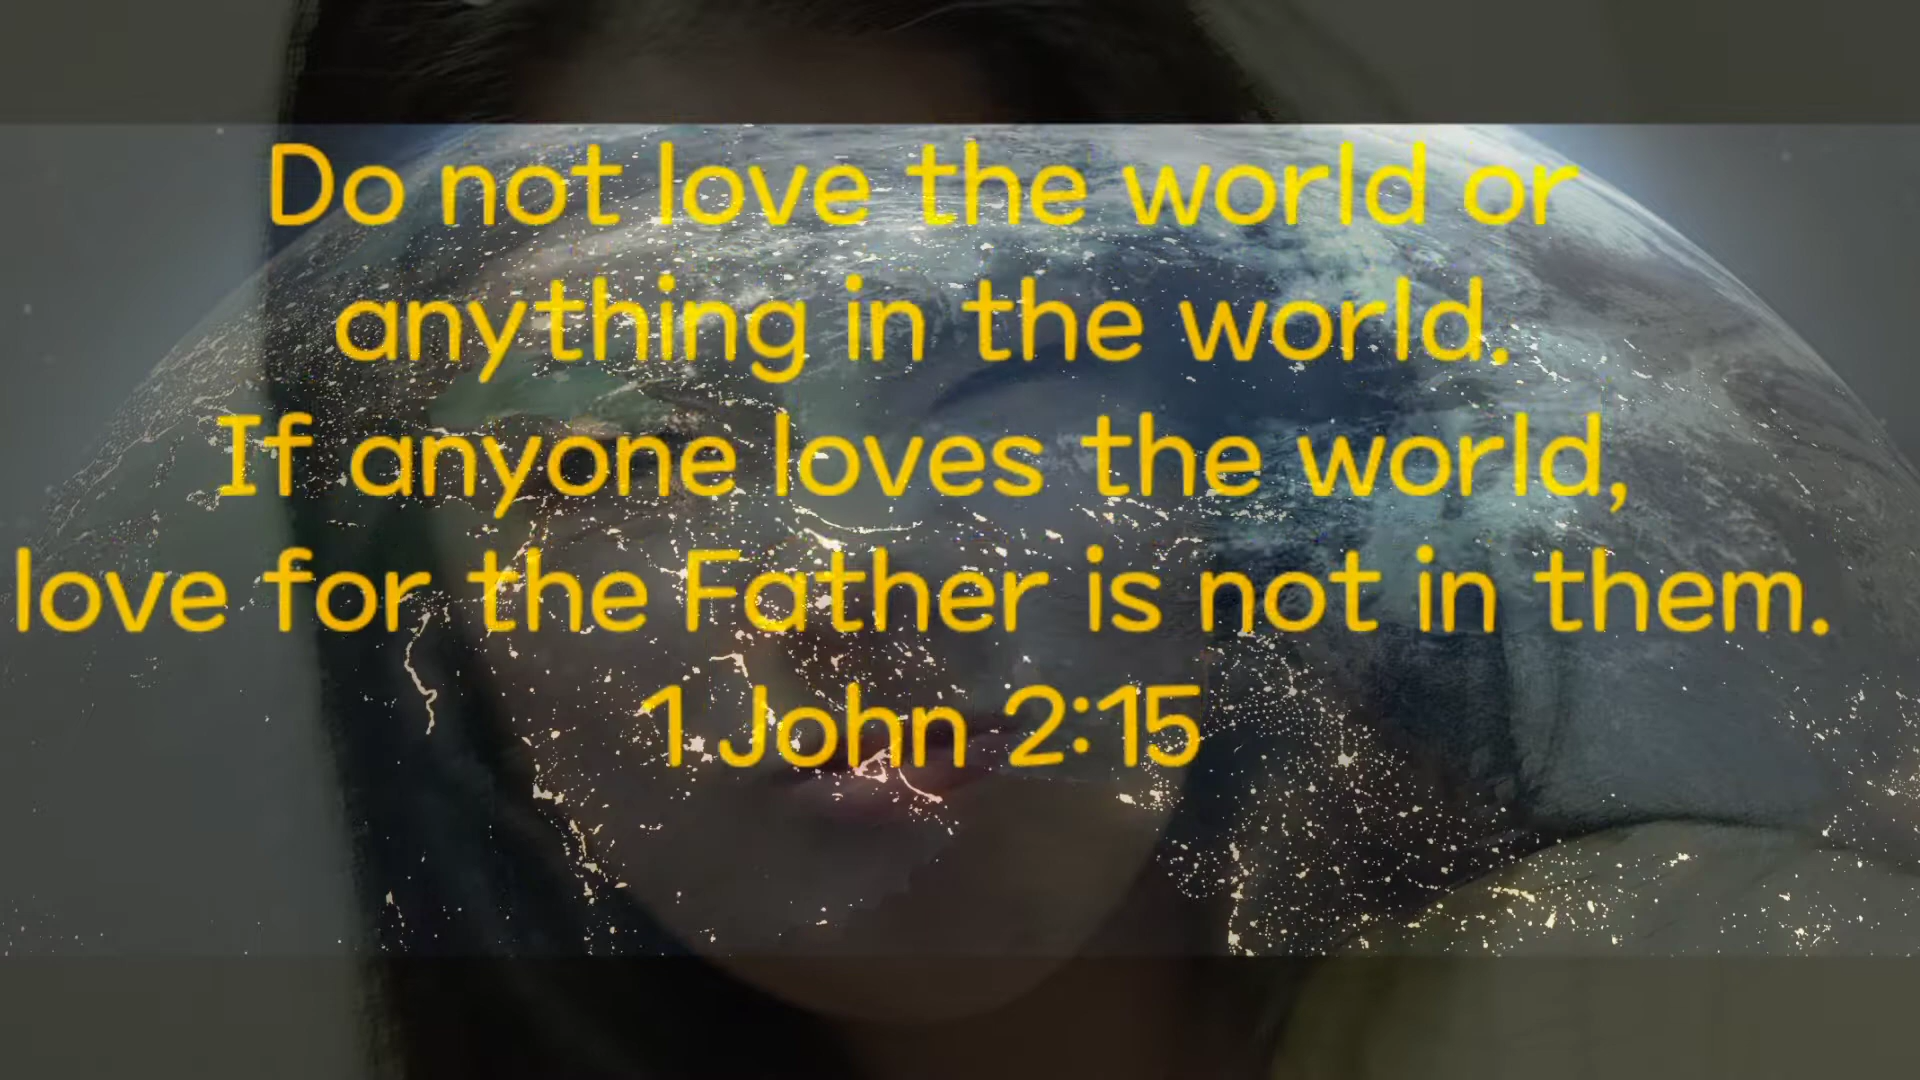 Do not love the world or
anything in the world.
If anyone loves the world,
love for the Father is not in them.
1 John 2:15